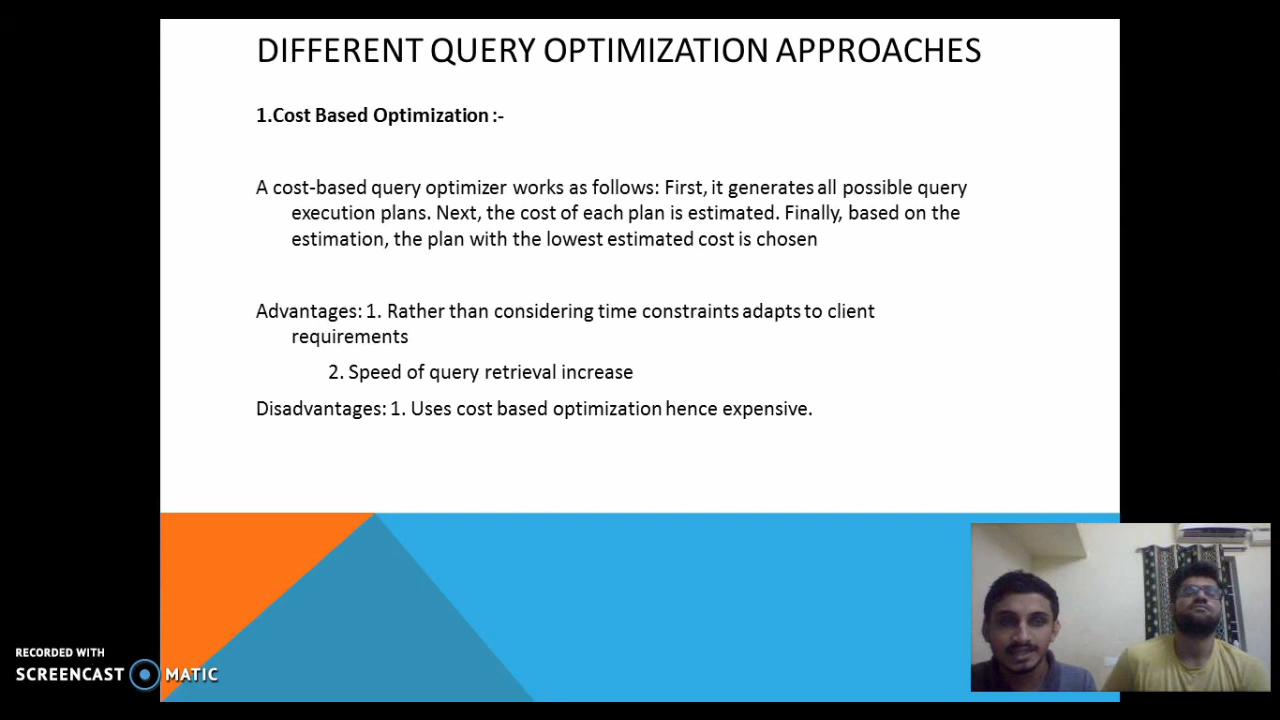 DIFFERENT QUERY OPTIMIZATION APPROACHES
1.Cost Based Optimization :-
A cost-based query optimizer works as follows: First, it generates all possible query
execution plans. Next, the cost of each plan is estimated. Finally, based on the
estimation, the plan with the lowest estimated cost is chosen
Advantages: 1. Rather than considering time constraints adapts to client
requirements
2. Speed of query retrieval increase
Disadvantages: 1. Uses cost based optimization hence expensive.
RECORDED WITH
SCREENCAST MATIC